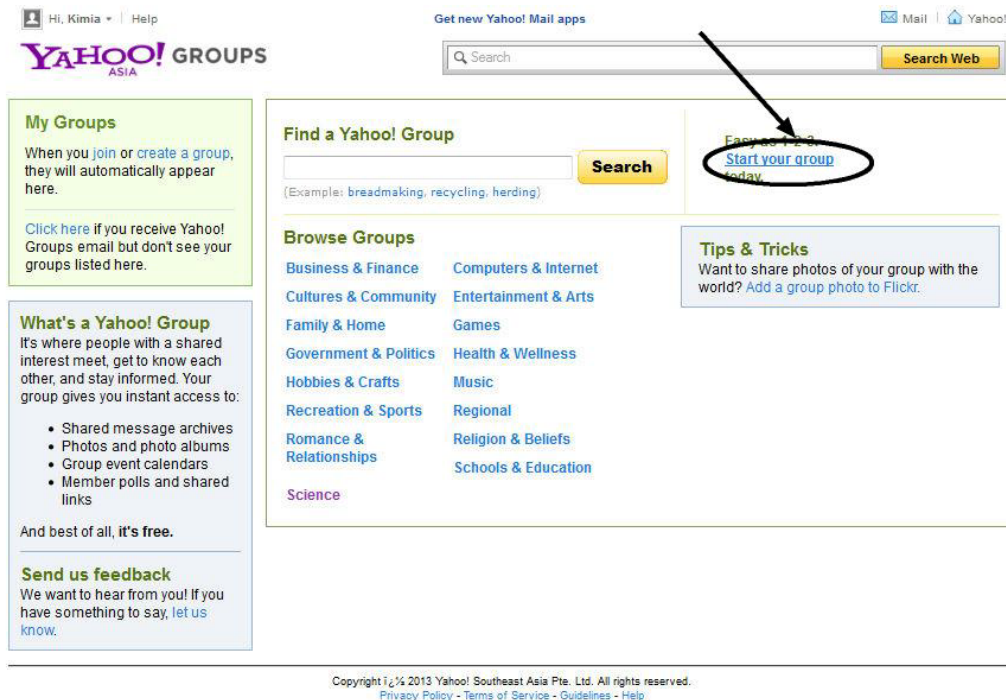 Hi, Kimia
Help
Get new Yahoo! Mail apps
Mail
Yahoo!
YAHOO! GROUPS
ASIA
Search
Search Web
My Groups
When you join or create a group,
they will automatically appear
here.
Click here if you receive Yahoo!
Groups email but don't see your
groups listed here.
What's a Yahoo! Group
It's where people with a shared
interest meet, get to know each
other, and stay informed. Your
group gives you instant access to:
• Shared message archives
• Photos and photo albums
• Group event calendars
• Member polls and shared
links
And best of all, it's free.
Send us feedback
We want to hear from you! If you
have something to say, let us
know.
Find a Yahoo! Group
Search
(Example: breadmaking, recycling, herding)
Easy as 1-2-3.
Start your group
today.
Browse Groups
Business & Finance
Computers & Internet
Cultures & Community
Entertainment & Arts
Family & Home
Games
Government & Politics
Health & Wellness
Hobbies & Crafts
Music
Recreation & Sports
Regional
Romance &
Relationships
Religion & Beliefs
Schools & Education
Science
Tips & Tricks
Want to share photos of your group with the
world? Add a group photo to Flickr.
Copyright ï¿½ 2013 Yahoo! Southeast Asia Pte. Ltd. All rights reserved.
Privacy Policy - Terms of Service - Guidelines - Help